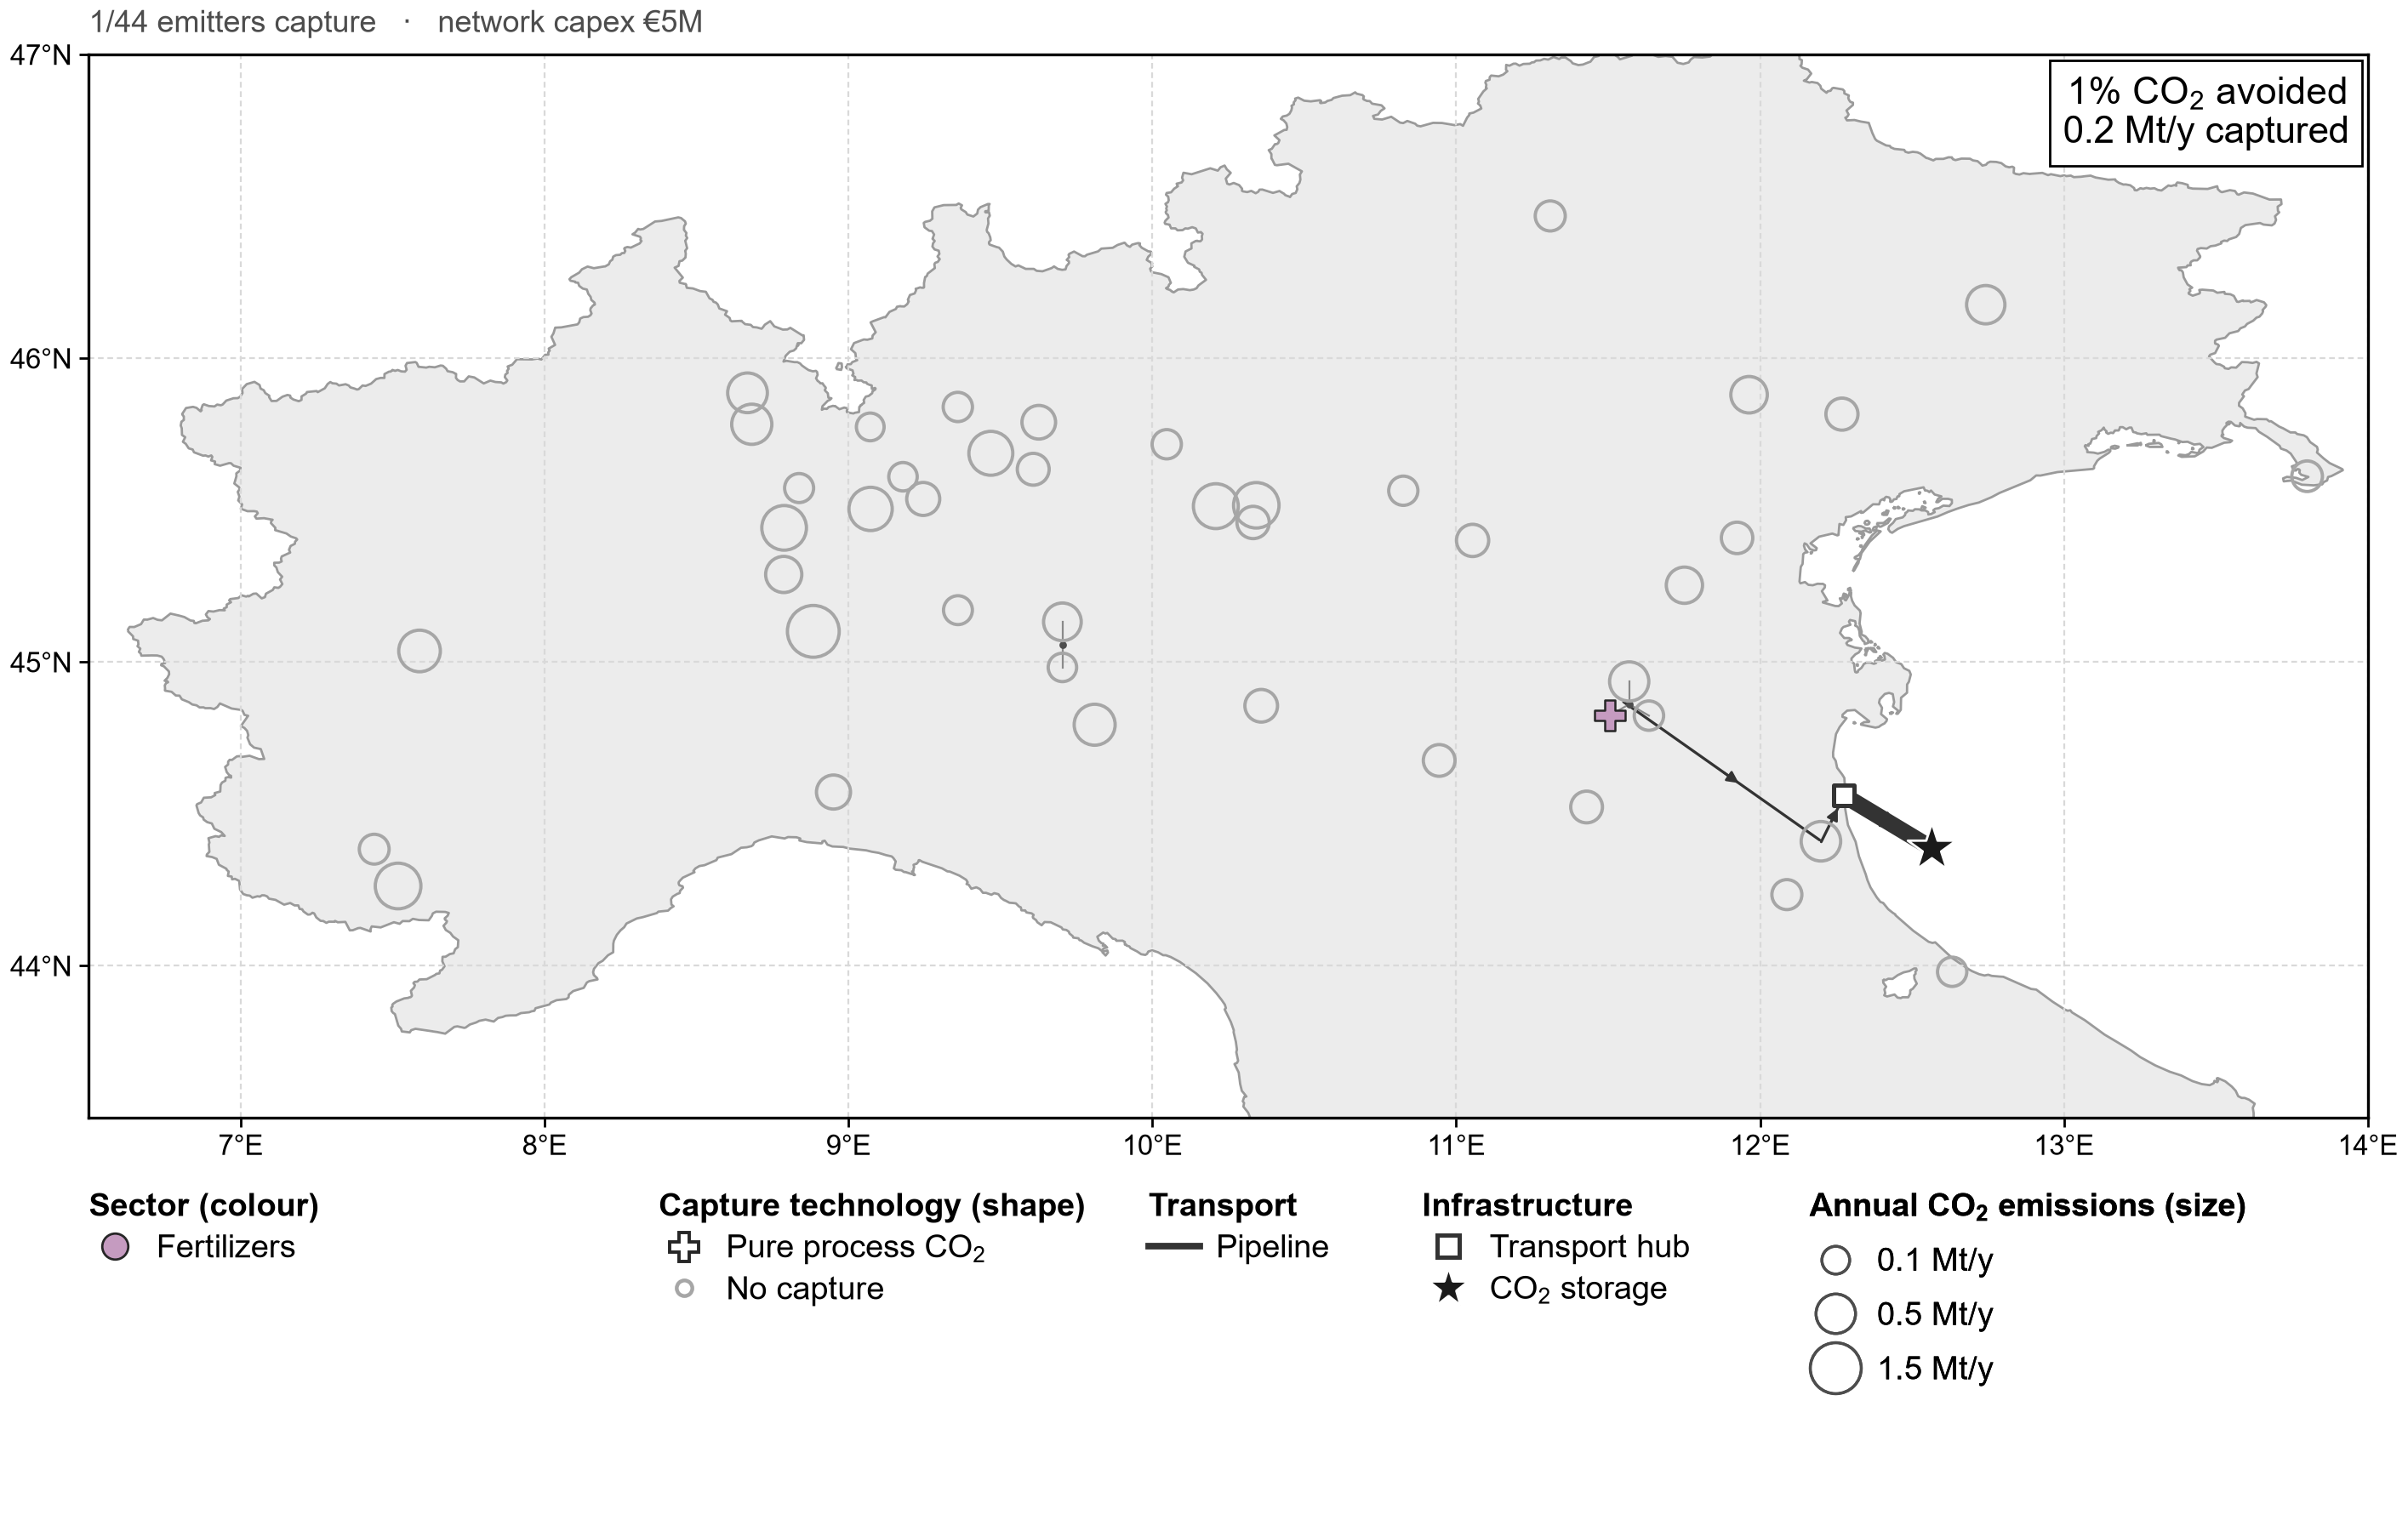 1/44 emitters capture · network capex €5M
47°N
46°N
45°N
44°N
1% CO₂ avoided
0.2 Mt/y captured
7°E 8°E 9°E 10°E 11°E 12°E 13°E 14°E
Sector (colour)
Fertilizers
Capture technology (shape)
Pure process CO₂
No capture
Transport
Pipeline
Infrastructure
Transport hub
CO₂ storage
Annual CO₂ emissions (size)
0.1 Mt/y
0.5 Mt/y
1.5 Mt/y